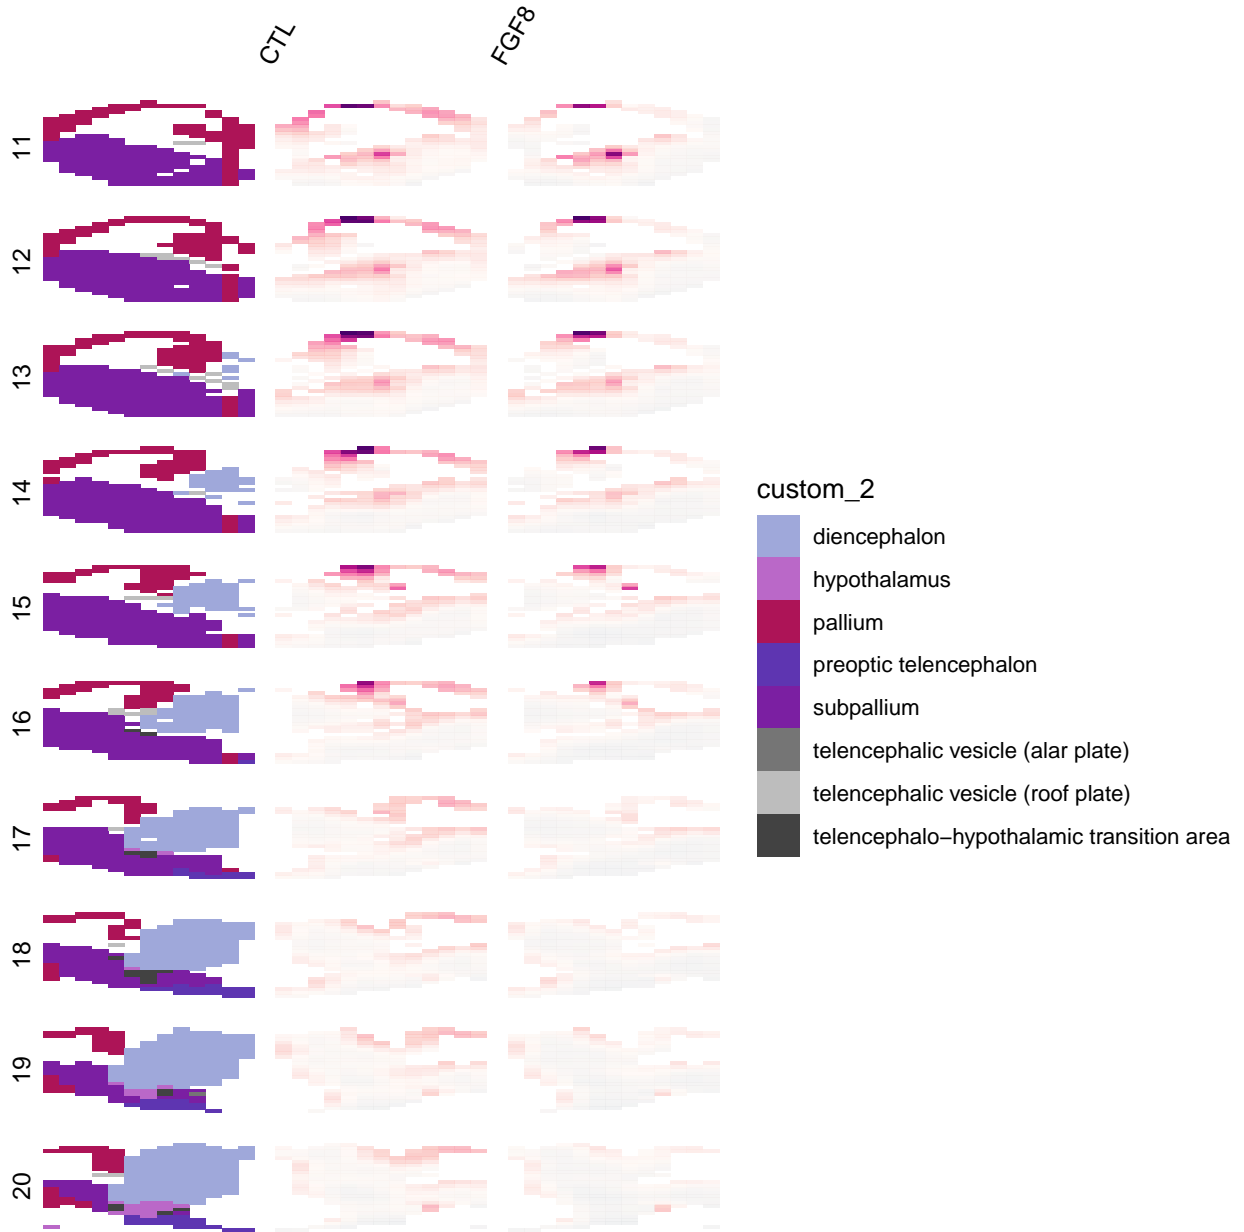 CTL
FGF8
11
12
13
14
15
16
17
18
19
20
custom_2
diencephalon
hypothalamus
pallium
preoptic telencephalon
subpallium
telencephalic vesicle (alar plate)
telencephalic vesicle (roof plate)
telencephalo−hypothalamic transition area